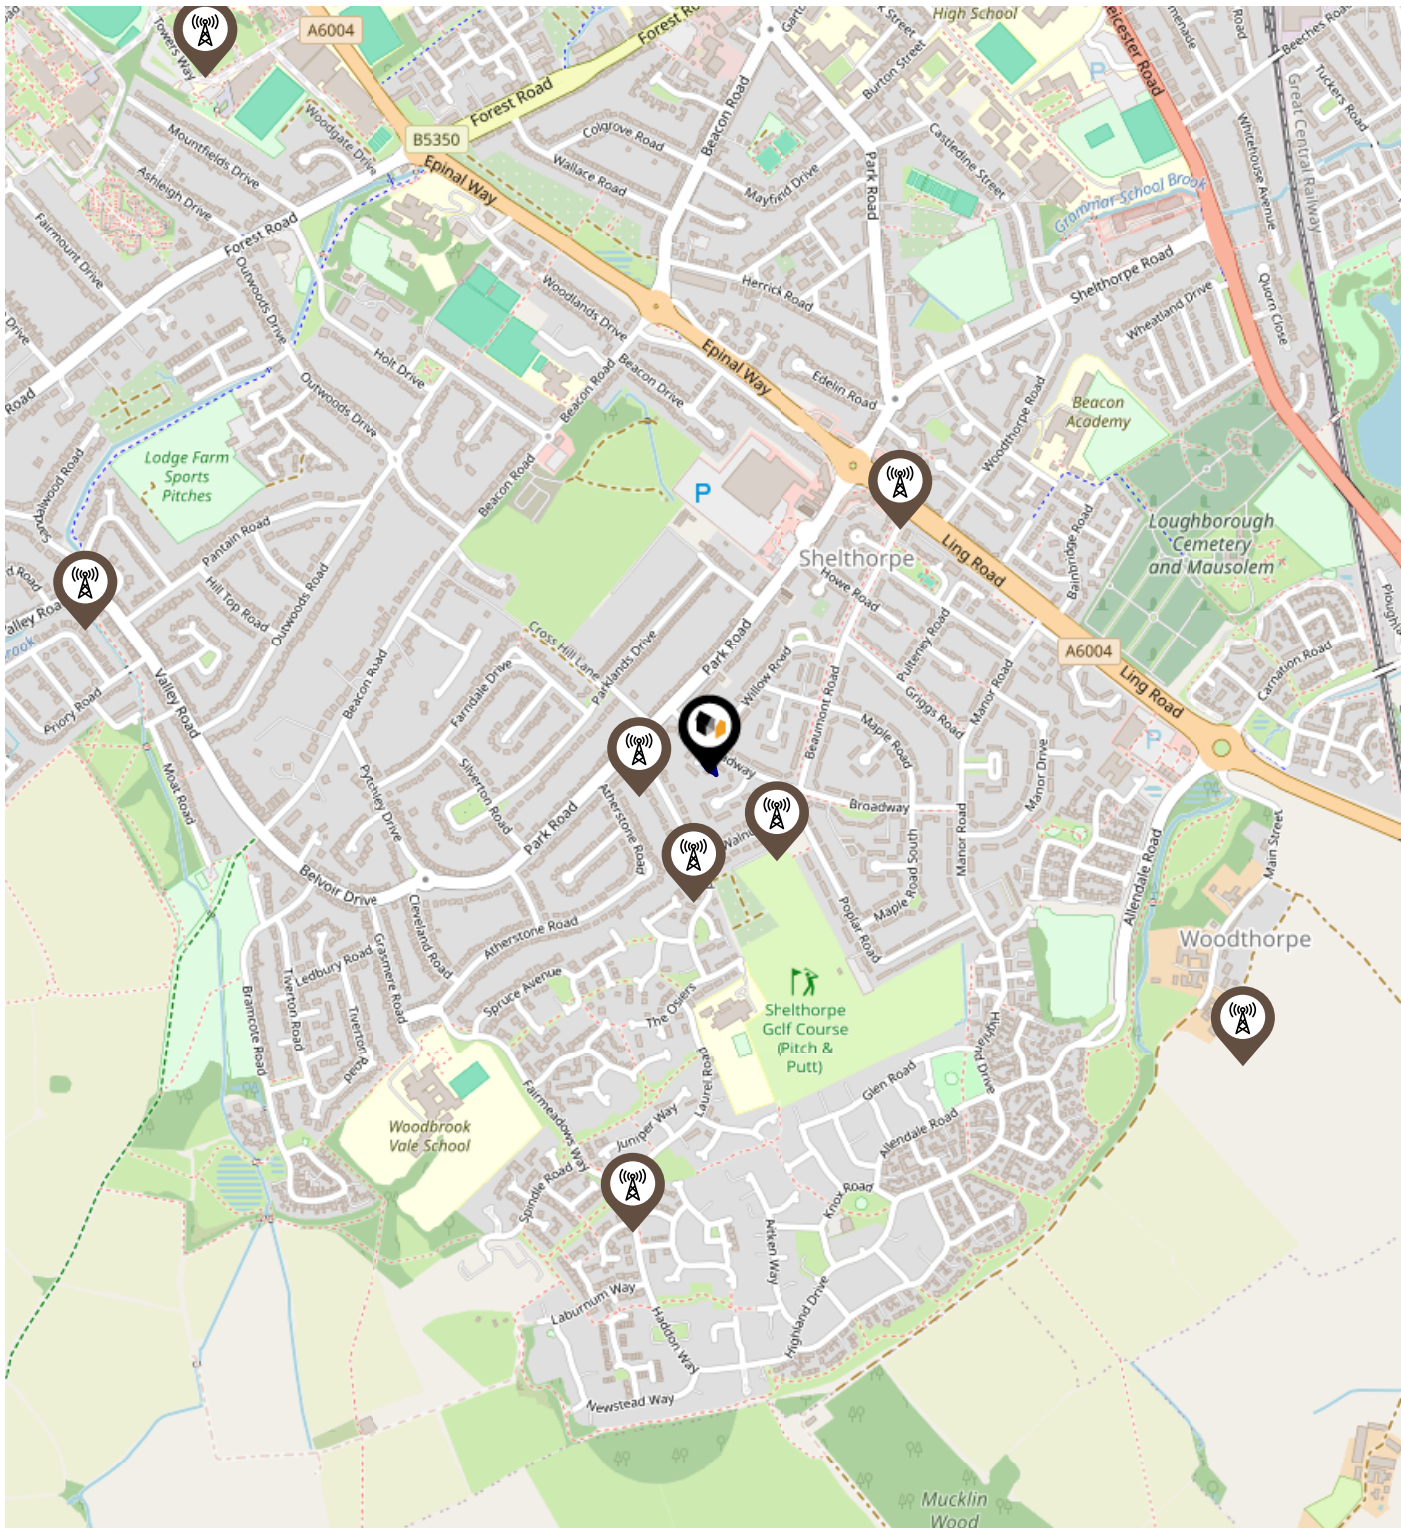 Towers Way
A6004
Forest Road
High School
Burton Street
Leicester Road
Beeches Road
Tuckers Road
Great Central Railway
Whitehouse Avenue
P
Woodgate Drive
Mountfields Drive
Ashleigh Drive
B5350
Forest Road
Colgrove Road
Wallace Road
Beacon Road
Mayfield Drive
Castledine Street
Park Road
Grammar School Brook
Epinal Way
Fairmount Drive
Forest Road
Outwoods Drive
Woodlands Drive
Herrick Road
Shelthorpe Road
Wheatland Drive
Quorn Close
Holt Drive
Beacon Road
Beacon Drive
Epinal Way
Edelin Road
Woodthorpe Road
Beacon
Academy
Outwoods Drive
Lodge Farm
Sports
Pitches
Sandalwood Road
Pantain Road
Beacon Road
P
Shelthorpe
Ling Road
Bainbridge Road
Loughborough
Cemetery
and Mausolem
Hill Top Road
Outwoods Road
Cross Hill Lane
Parklands Drive
Park Road
Howe Road
Willow Road
Beaumont Road
Pulteney Road
Griggs Road
Manor Road
A6004
Ling Road
Carnation Road
Priory Road
Valley Road
Beacon Road
Farndale Drive
Maple Road
Manor Drive
P
Moat Road
Pytchley Drive
Silverton Road
Park Road
Atherstone Road
Broadway
Manor Road
Maple Road South
Poplar Road
Allendale Road
Main Street
Belvoir Drive
Cleveland Road
Atherstone Road
Ledbury Road
Grasmere Road
Tiverton Road
Tiverton Road
Bramcote Road
Spruce Avenue
The Osiers
Laurel Road
Shelthorpe
Golf Course
(Pitch &
Putt)
Woodthorpe
Highland Drive
Glen Road
Allendale Road
Woodbrook
Vale School
Fairmeadows Way
Juniper Way
Spindle Road
Knox Road
Aitken Way
Laburnum Way
Haddon Way
Highland Drive
Newstead Way
Mucklin
Wood